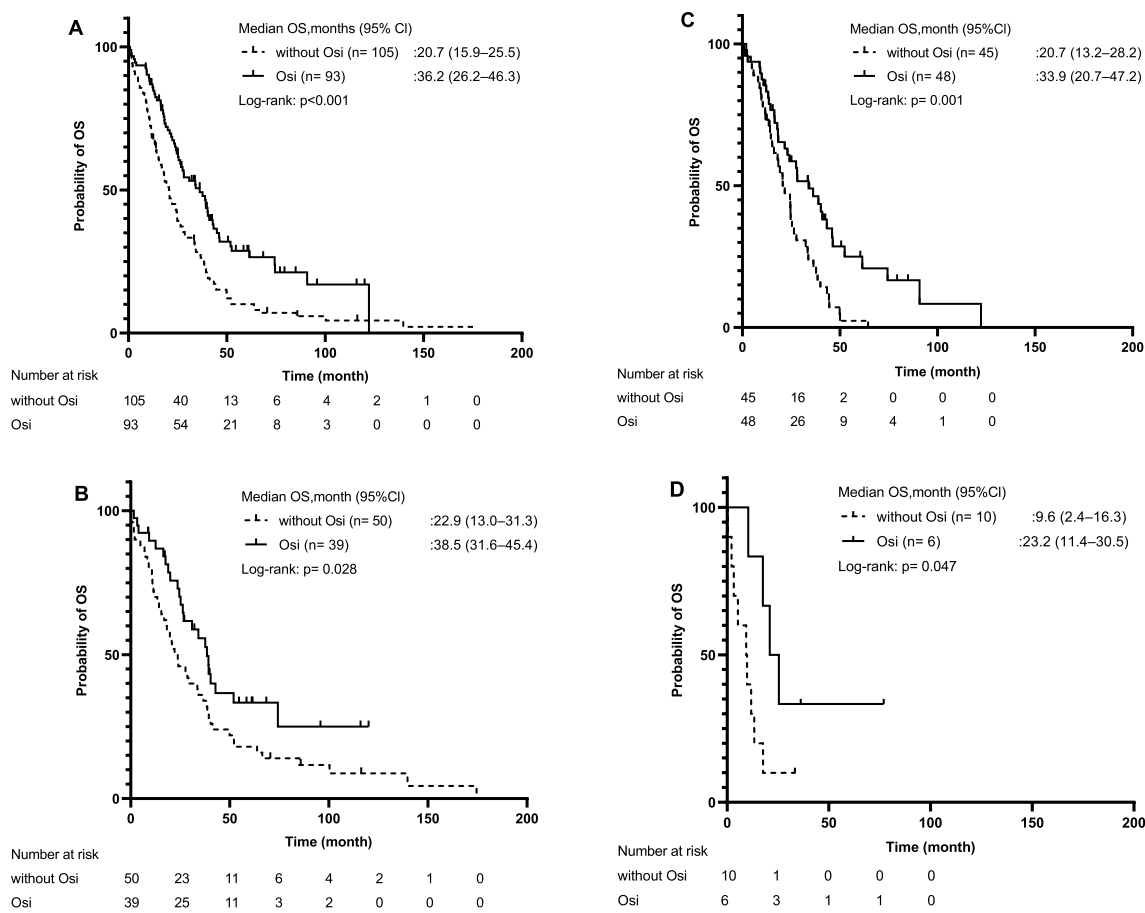 A
Median OS,months (95% CI)
without Osi (n= 105) :20.7 (15.9–25.5)
Osi (n= 93) :36.2 (26.2–46.3)
Log-rank: p<0.001
Probability of OS
100
50
0
0 50 100 150 200
Time (month)
Number at risk
without Osi 105 40 13 6 4 2 1 0
Osi 93 54 21 8 3 0 0 0
C
Median OS,month (95%CI)
without Osi (n= 45) :20.7 (13.2–28.2)
Osi (n= 48) :33.9 (20.7–47.2)
Log-rank: p= 0.001
Probability of OS
100
50
0
0 50 100 150 200
Time (month)
Number at risk
without Osi 45 16 2 0 0 0
Osi 48 26 9 4 1 0
B
Median OS,month (95%CI)
without Osi (n= 50) :22.9 (13.0–31.3)
Osi (n= 39) :38.5 (31.6–45.4)
Log-rank: p= 0.028
Probability of OS
100
50
0
0 50 100 150 200
Time (month)
Number at risk
without Osi 50 23 11 6 4 2 1 0
Osi 39 25 11 3 2 0 0 0
D
Median OS,month (95%CI)
without Osi (n= 10) :9.6 (2.4–16.3)
Osi (n= 6) :23.2 (11.4–30.5)
Log-rank: p= 0.047
Probability of OS
100
50
0
0 50 100 150 200
Time (month)
Number at risk
without Osi 10 1 0 0 0
Osi 6 3 1 1 0